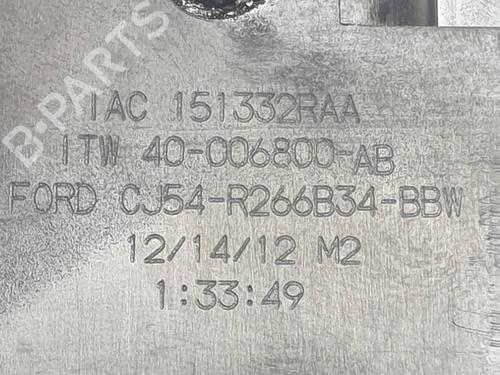 B-PARTS
IAC 151332RAA
ITW 40-006800-AB
FORD CJ54-R266B34-BBW
12/14/12 M2
1:33:49